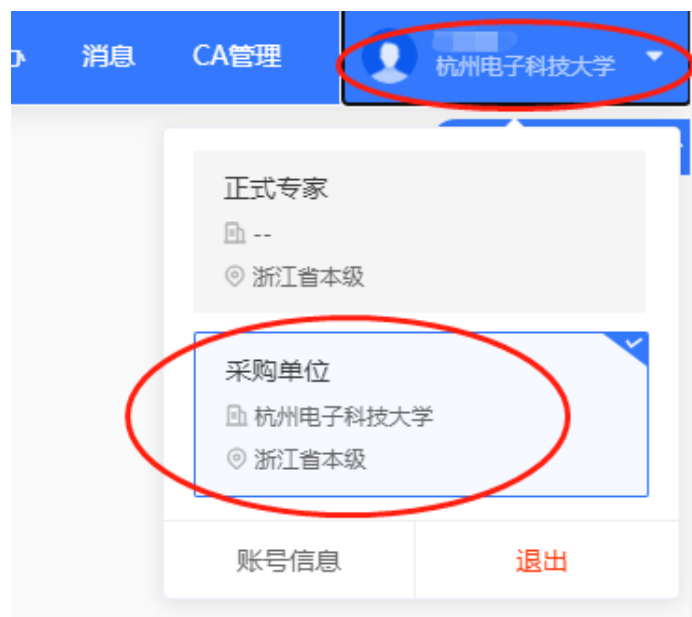 消息 CA管理
杭州电子科技大学
正式专家
--
浙江省本级
采购单位
杭州电子科技大学
浙江省本级
账号信息 退出